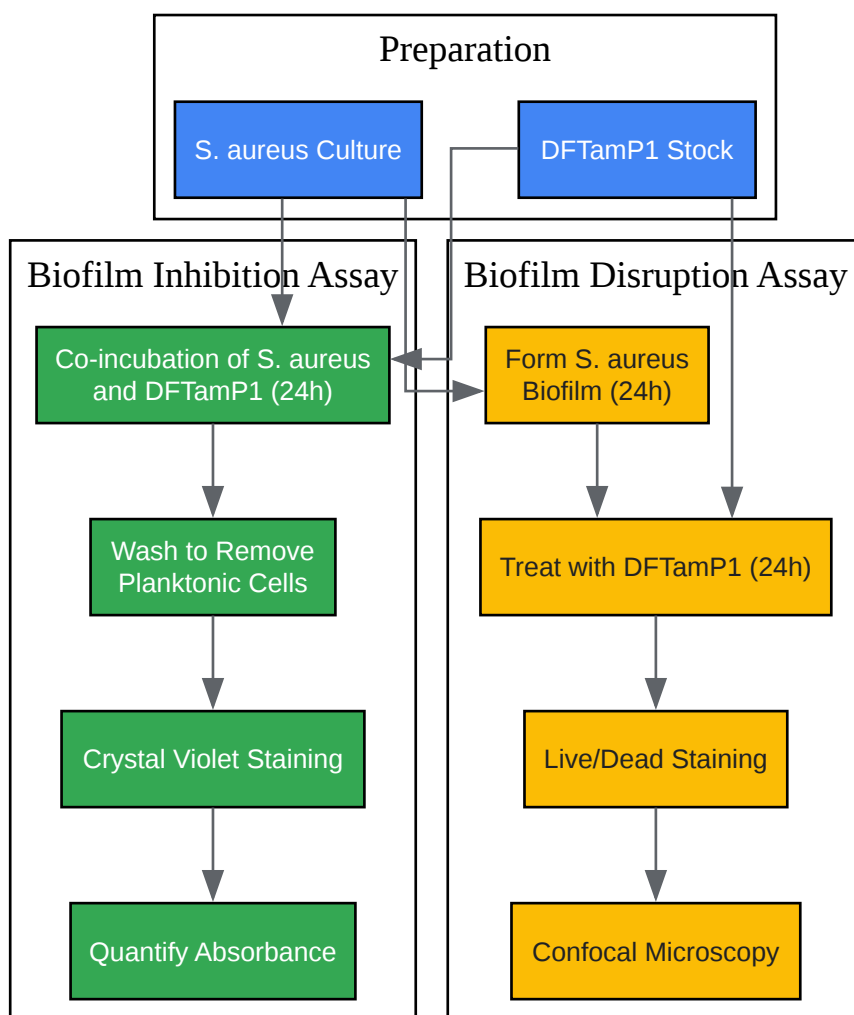 Preparation
S. aureus Culture
DFTamP1 Stock
Biofilm Inhibition Assay
Co-incubation of S. aureus
and DFTamP1 (24h)
Wash to Remove
Planktonic Cells
Crystal Violet Staining
Quantify Absorbance
Biofilm Disruption Assay
Form S. aureus
Biofilm (24h)
Treat with DFTamP1 (24h)
Live/Dead Staining
Confocal Microscopy